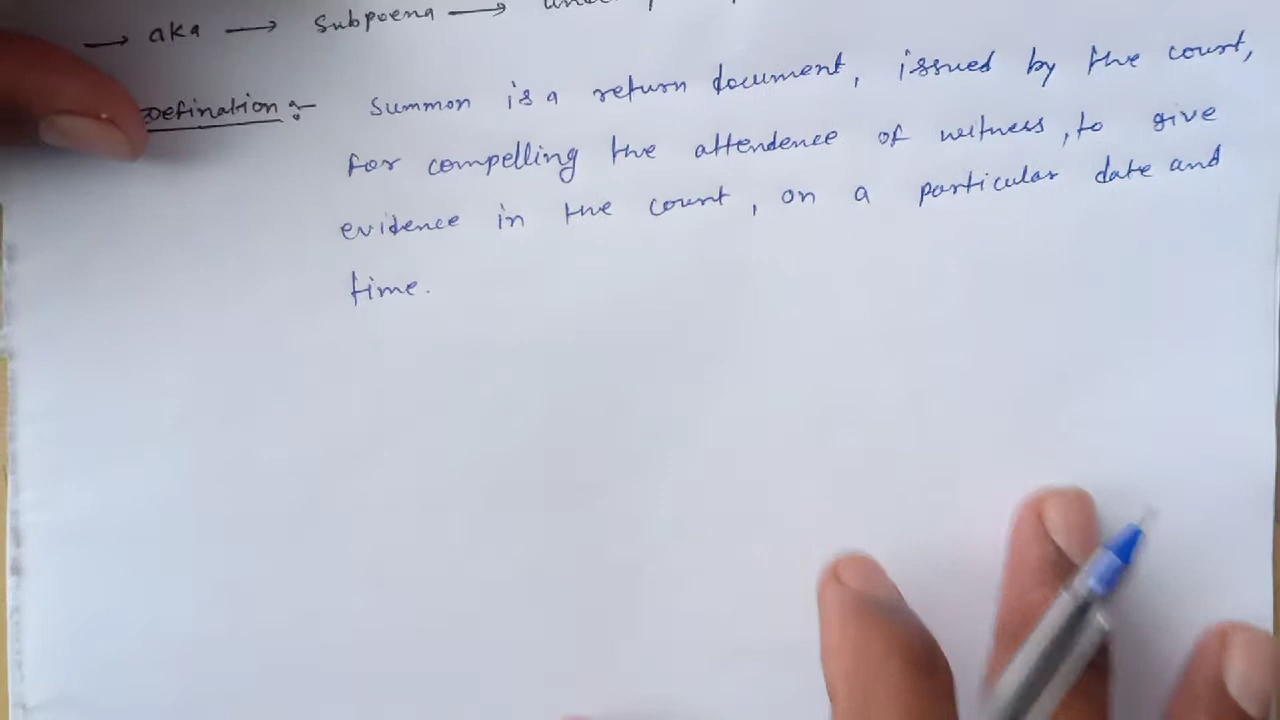 → aka → Subpoena →
Defination :- Summon is a return document, issued by the court,
for compelling the attendence of witness, to give
evidence in the court, on a particular date and
time.